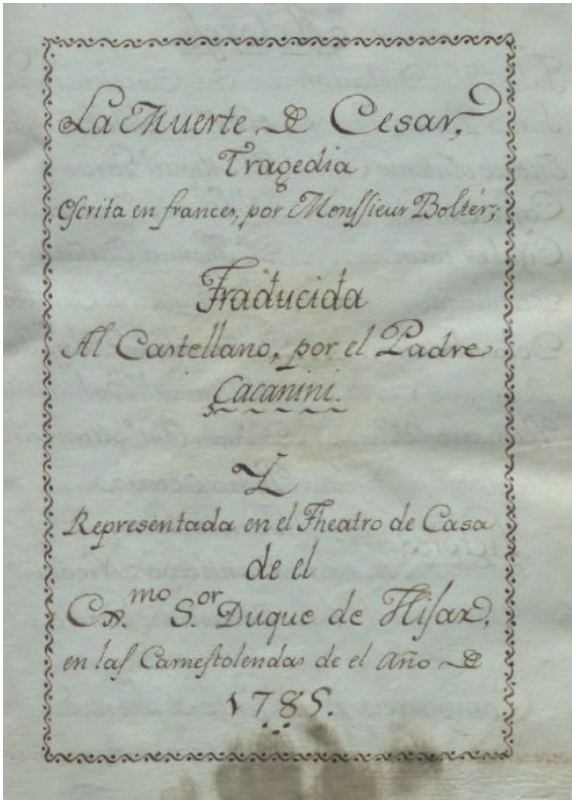 La Muerte de Cesar,
Tragedia
escrita en frances, por Monssieur Boltér;
Traducida
Al Castellano, por el Padre
Cacanini.
Y
Representada en el Theatro de Casa
de el
Ex.mo S.or Duque de Hijar,
en las Carnestolendas de el Año de
1785.